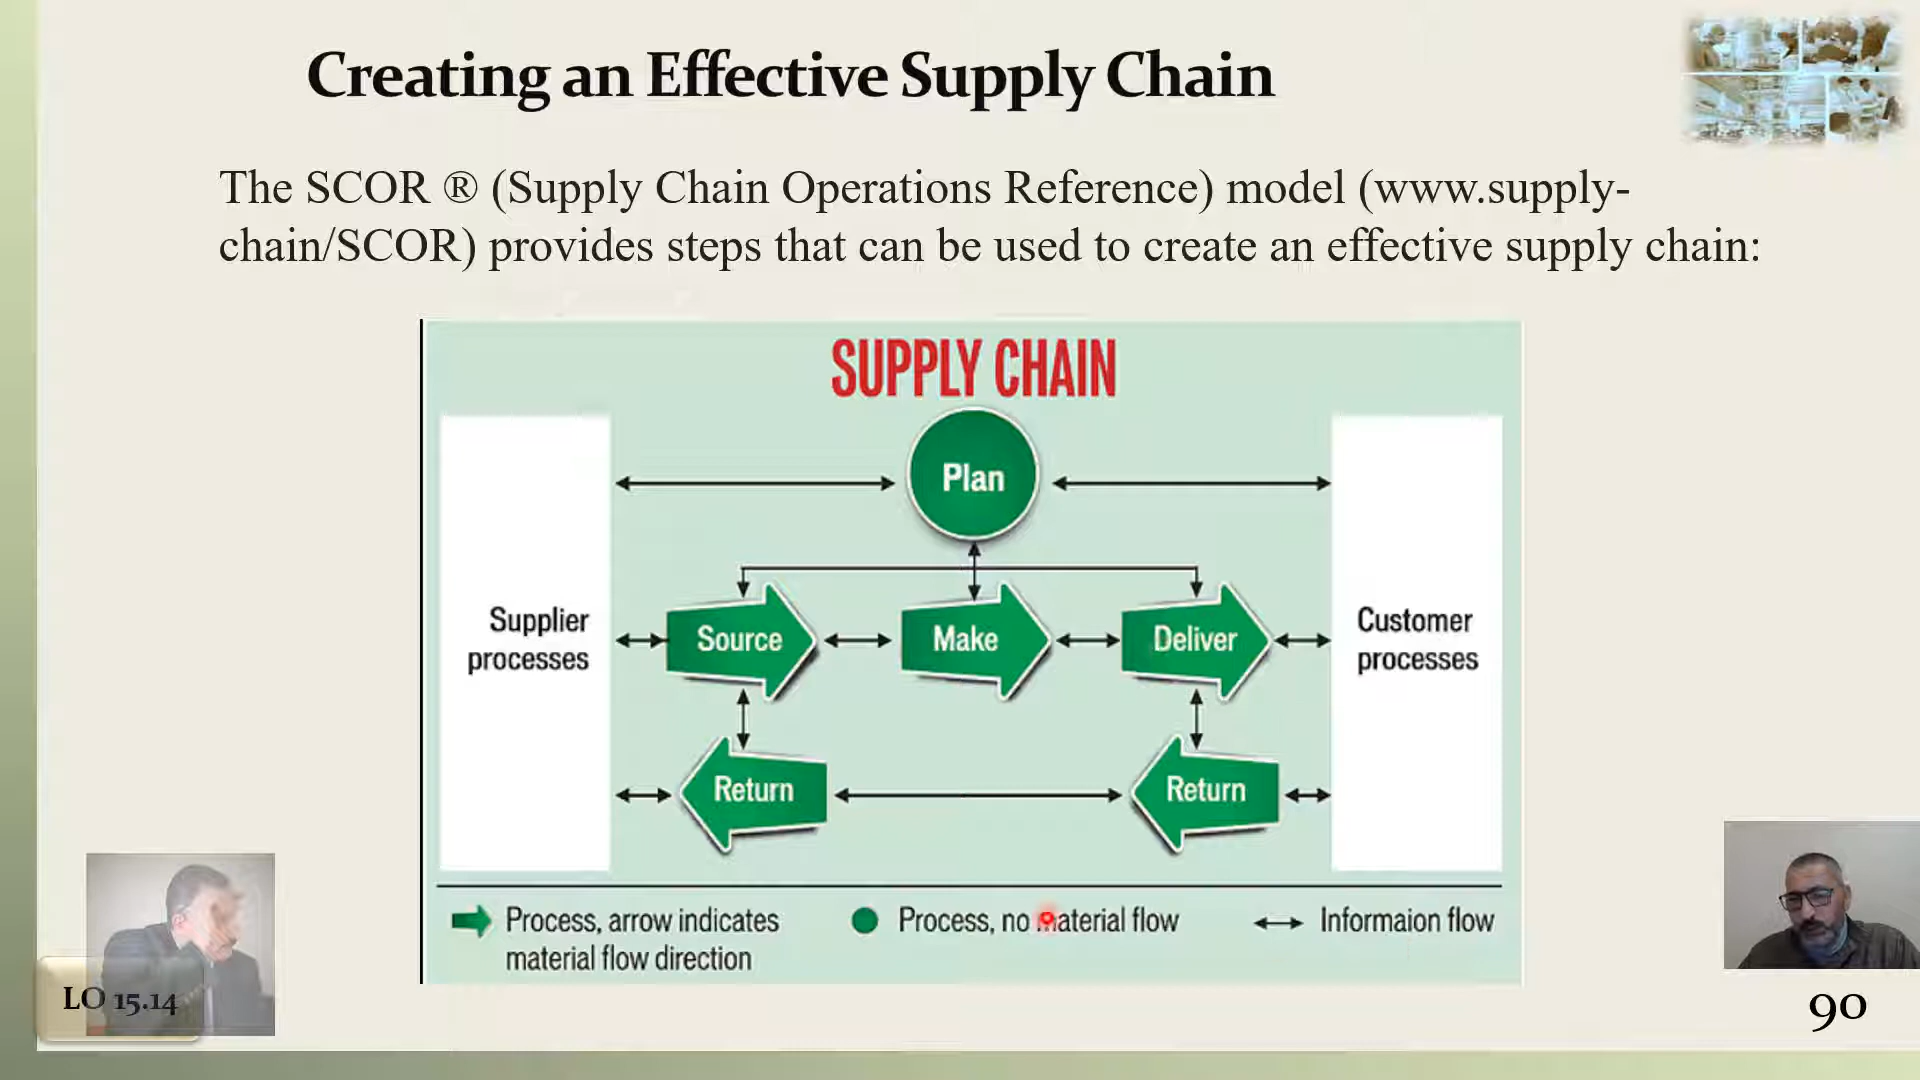 Creating an Effective Supply Chain
The SCOR ® (Supply Chain Operations Reference) model (www.supply-
chain/SCOR) provides steps that can be used to create an effective supply chain:
SUPPLY CHAIN
Plan
Supplier
processes
Source
Make
Deliver
Customer
processes
Return
Return
Process, arrow indicates
material flow direction
Process, no material flow
Informaion flow
LO 15.14
90